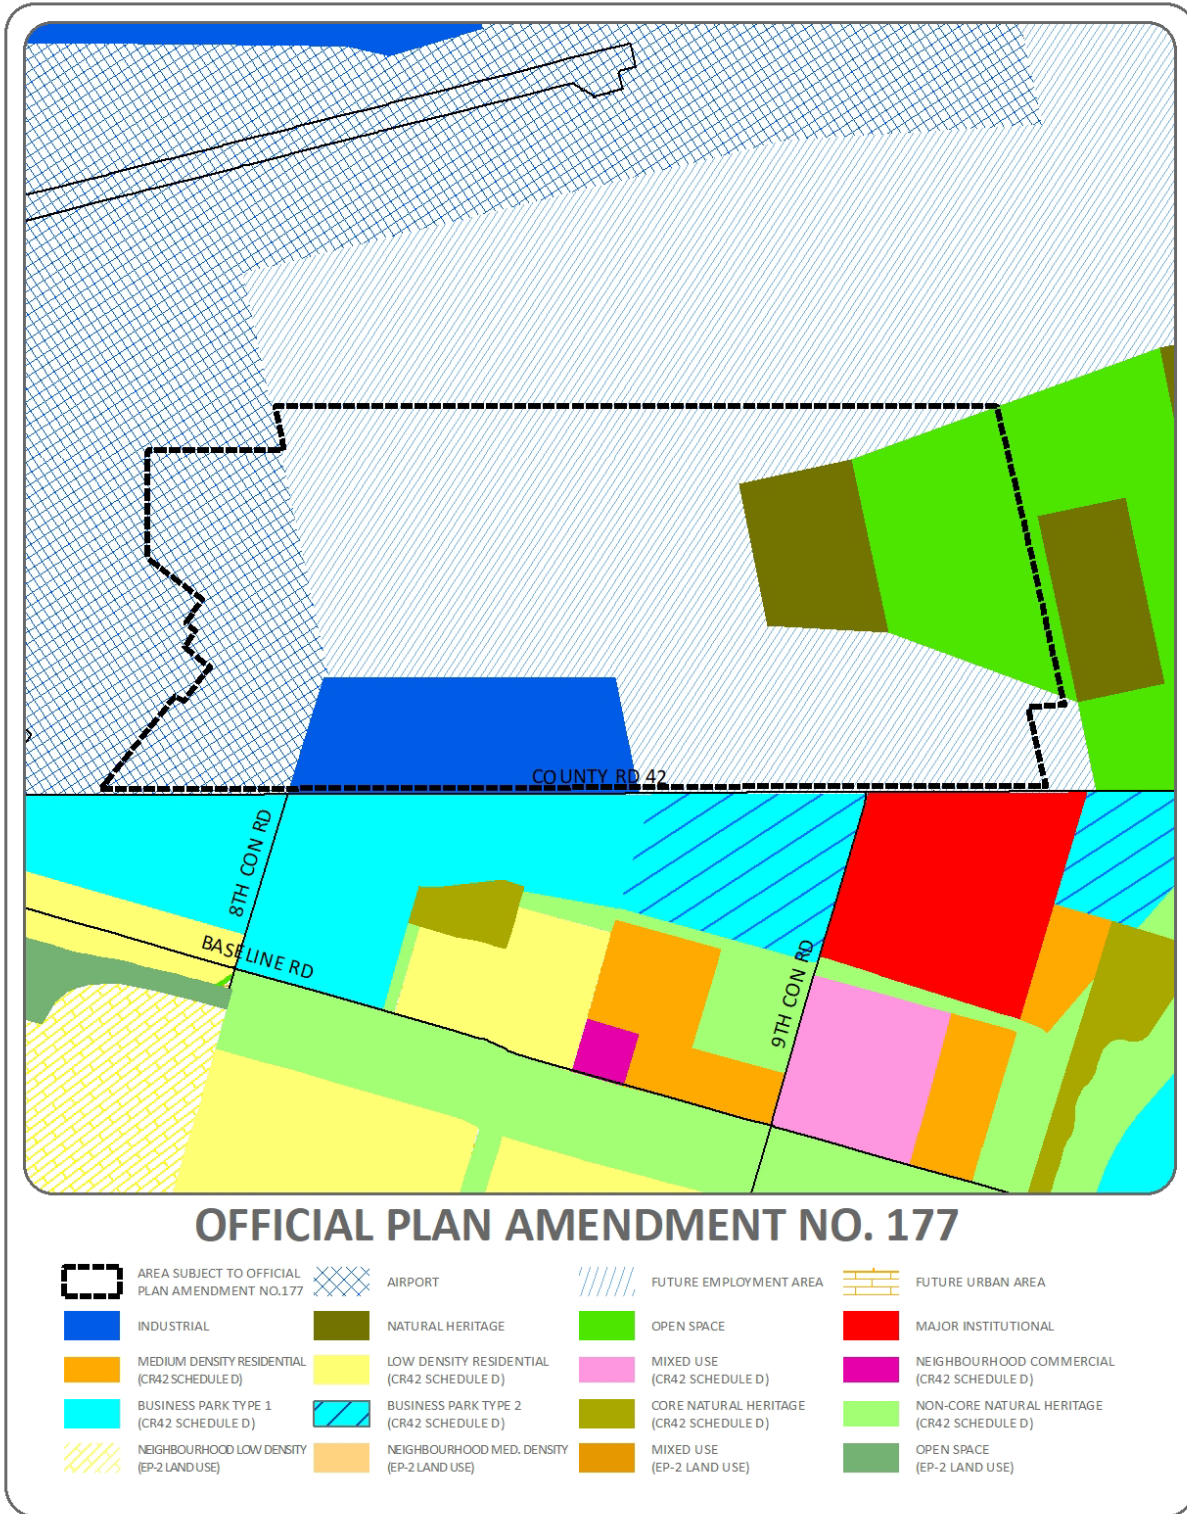 COUNTY RD 42
8TH CON RD
BASELINE RD
9TH CON RD
OFFICIAL PLAN AMENDMENT NO. 177
AREA SUBJECT TO OFFICIAL
PLAN AMENDMENT NO.177
AIRPORT
FUTURE EMPLOYMENT AREA
FUTURE URBAN AREA
INDUSTRIAL
NATURAL HERITAGE
OPEN SPACE
MAJOR INSTITUTIONAL
MEDIUM DENSITY RESIDENTIAL
(CR42 SCHEDULE D)
LOW DENSITY RESIDENTIAL
(CR42 SCHEDULE D)
MIXED USE
(CR42 SCHEDULE D)
NEIGHBOURHOOD COMMERCIAL
(CR42 SCHEDULE D)
BUSINESS PARK TYPE 1
(CR42 SCHEDULE D)
BUSINESS PARK TYPE 2
(CR42 SCHEDULE D)
CORE NATURAL HERITAGE
(CR42 SCHEDULE D)
NON-CORE NATURAL HERITAGE
(CR42 SCHEDULE D)
NEIGHBOURHOOD LOW DENSITY
(EP-2 LAND USE)
NEIGHBOURHOOD MED. DENSITY
(EP-2 LAND USE)
MIXED USE
(EP-2 LAND USE)
OPEN SPACE
(EP-2 LAND USE)